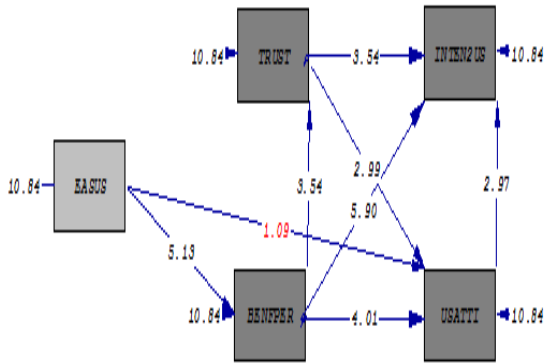 10.84 TRUST 3.54 INTEN2US 10.84
10.84 EASUS
2.99
3.54 5.90 2.97
1.09
5.13
10.84 BENFPER 4.01 USATTI 10.84